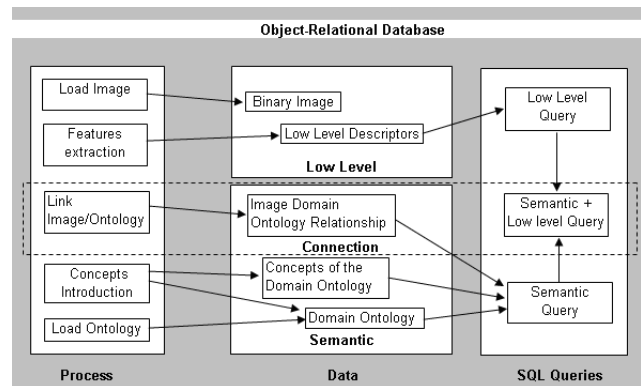 Object-Relational Database
Load Image
Features
extraction
Link
Image/Ontology
Concepts
Introduction
Load Ontology
Process
Binary Image
Low Level Descriptors
Low Level
Image Domain
Ontology Relationship
Connection
Concepts of the
Domain Ontology
Domain Ontology
Semantic
Data
Low Level
Query
Semantic +
Low level Query
Semantic
Query
SQL Queries